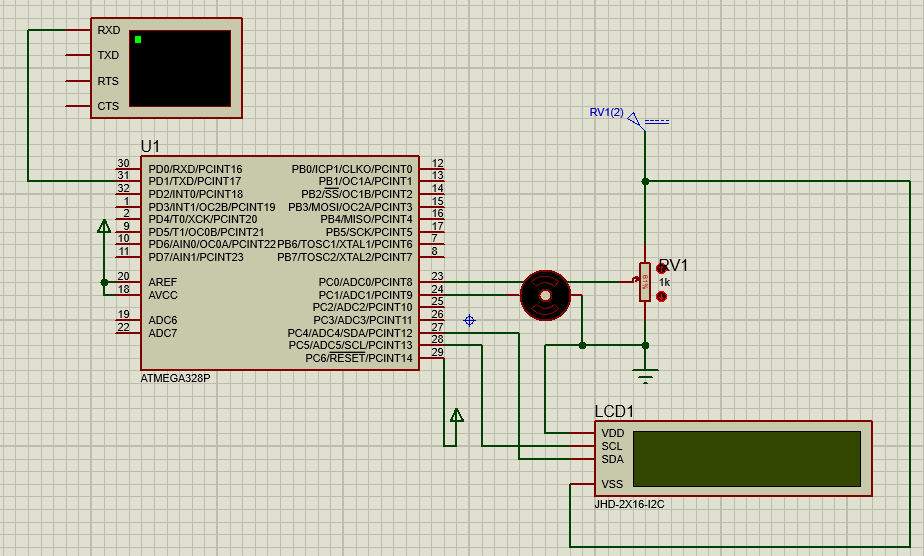 RXD
TXD
RTS
CTS
RV1(2)
U1
30 PD0/RXD/PCINT16 PB0/ICP1/CLKO/PCINT0 12
31 PD1/TXD/PCINT17 PB1/OC1A/PCINT1 13
32 PD2/INT0/PCINT18 PB2/SS/OC1B/PCINT2 14
1 PD3/INT1/OC2B/PCINT19 PB3/MOSI/OC2A/PCINT3 15
2 PD4/T0/XCK/PCINT20 PB4/MISO/PCINT4 16
9 PD5/T1/OC0B/PCINT21 PB5/SCK/PCINT5 17
10 PD6/AIN0/OC0A/PCINT22 PB6/TOSC1/XTAL1/PCINT6 7
11 PD7/AIN1/PCINT23 PB7/TOSC2/XTAL2/PCINT7 8
20 AREF PC0/ADC0/PCINT8 23
18 AVCC PC1/ADC1/PCINT9 24
PC2/ADC2/PCINT10 25
19 ADC6 PC3/ADC3/PCINT11 26
22 ADC7 PC4/ADC4/SDA/PCINT12 27
PC5/ADC5/SCL/PCINT13 28
PC6/RESET/PCINT14 29
ATMEGA328P
RV1
1k
LCD1
VDD
SCL
SDA
VSS
JHD-2X16-I2C